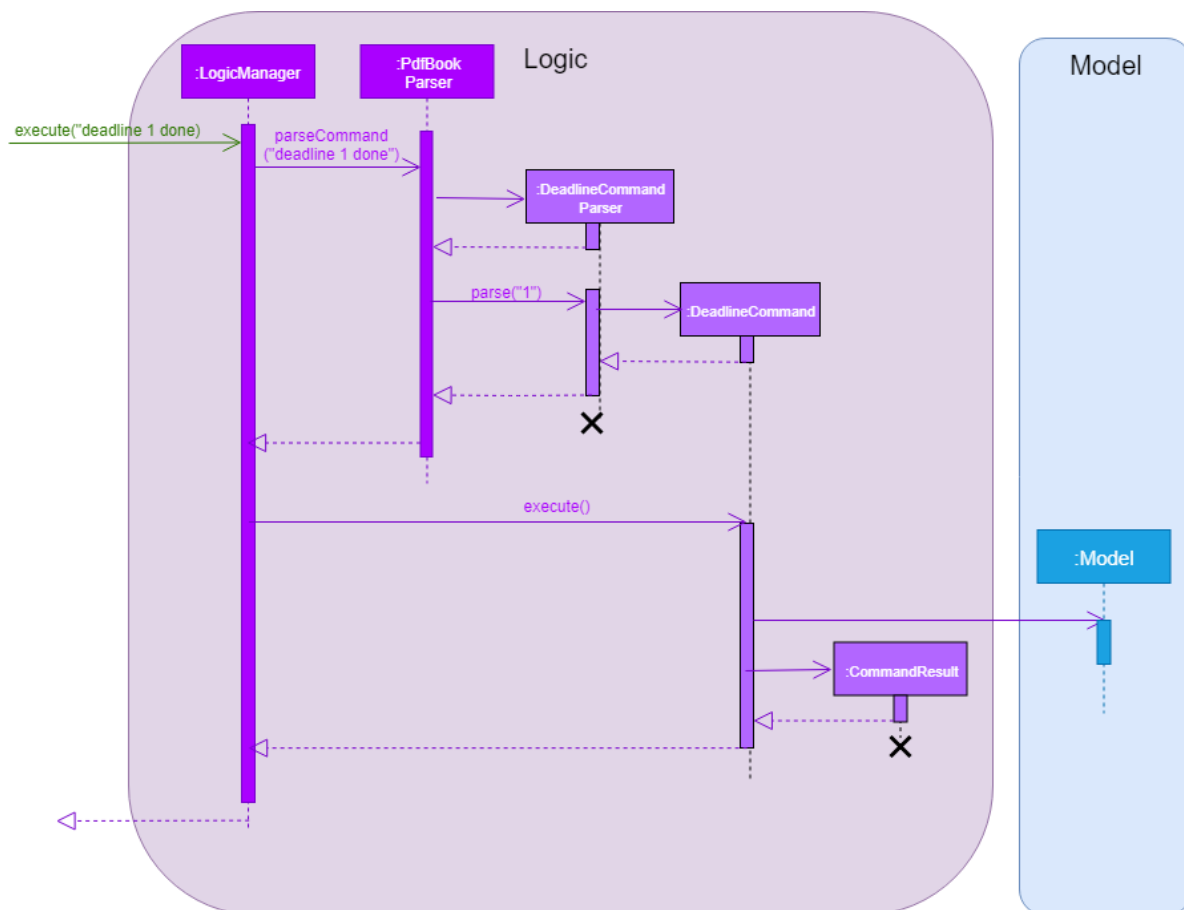 Logic
Model
:LogicManager
:PdfBook
Parser
execute("deadline 1 done)
parseCommand
("deadline 1 done")
:DeadlineCommand
Parser
parse("1")
:DeadlineCommand
execute()
:Model
:CommandResult